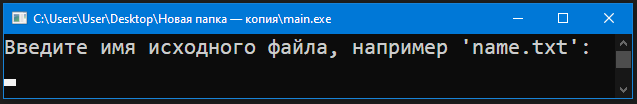 C:\Users\User\Desktop\Новая папка — копия\main.exe
Введите имя исходного файла, например 'name.txt':